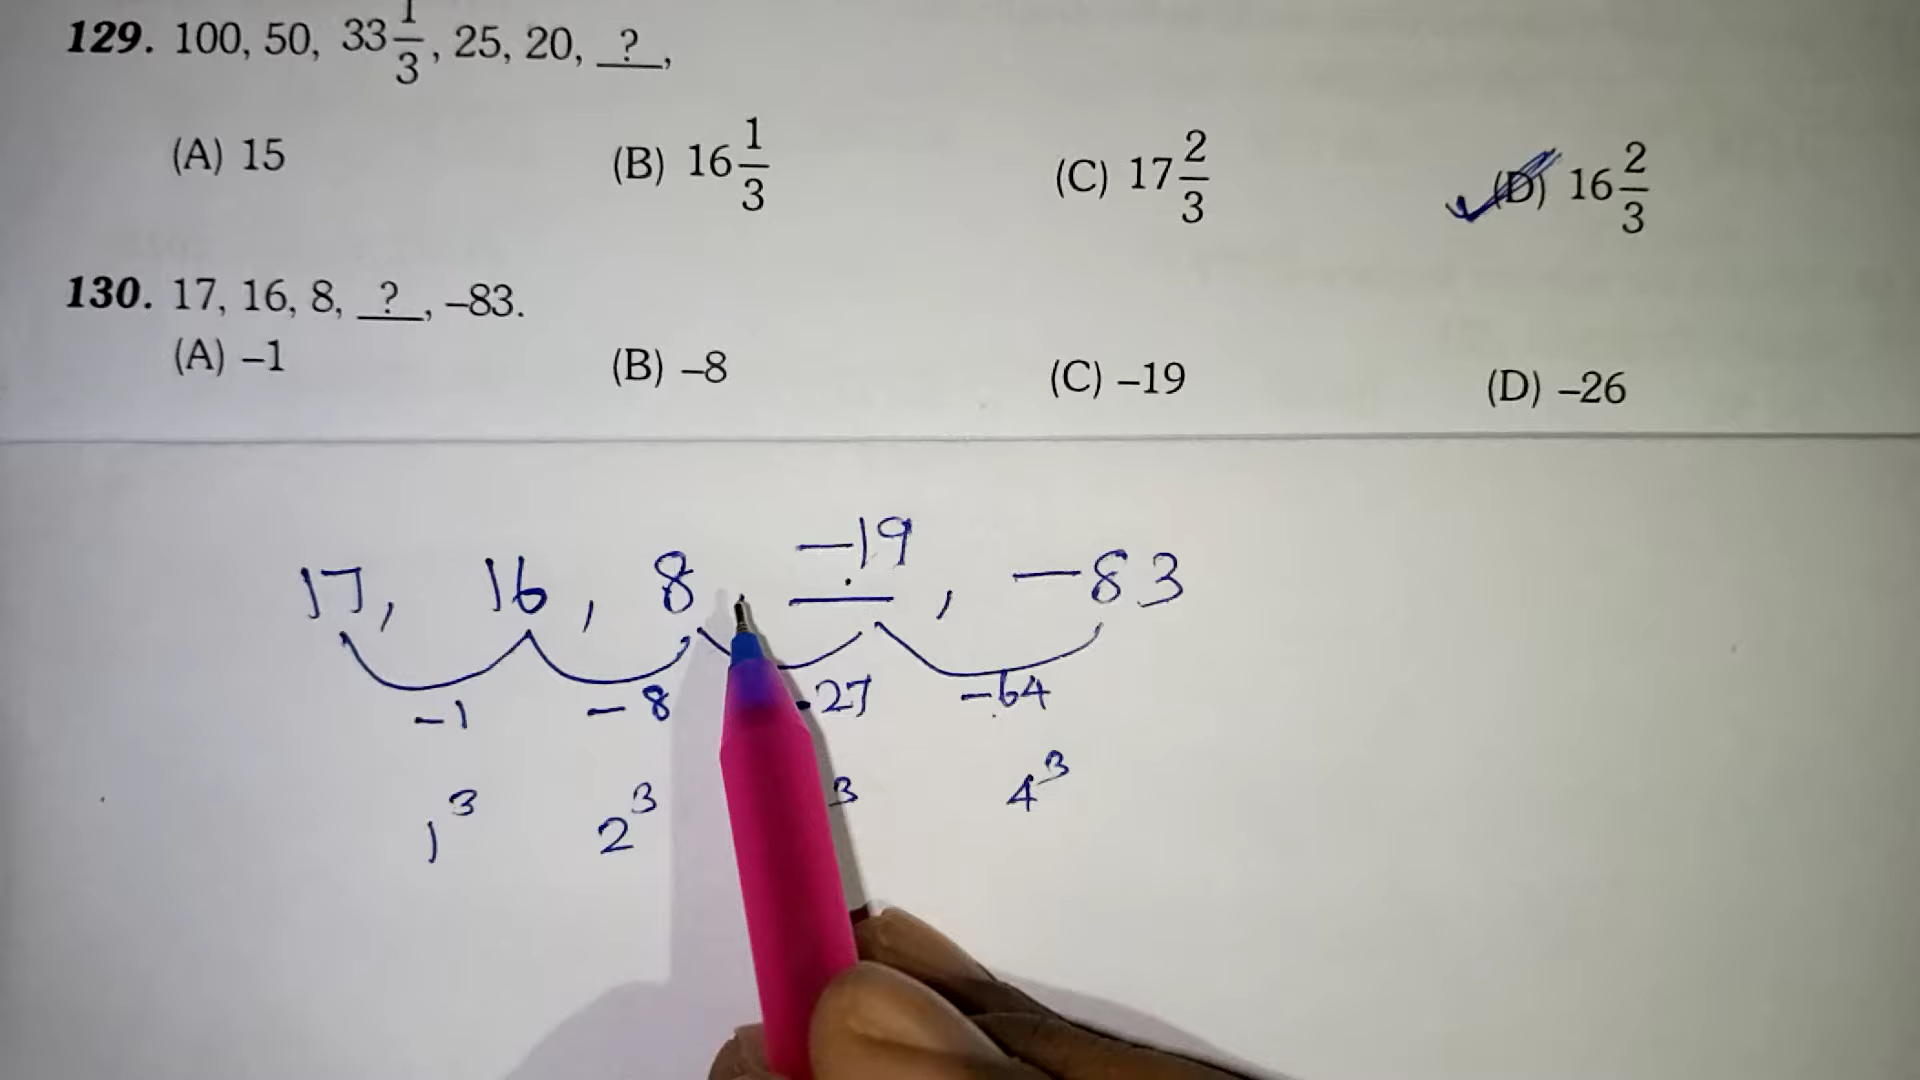 129. 100, 50, 33 1/3, 25, 20, ?,
(A) 15 (B) 16 1/3 (C) 17 2/3 (D) 16 2/3
130. 17, 16, 8, ?, –83.
(A) –1 (B) –8 (C) –19 (D) –26
17, 16, 8, –19, –83
–1 –8 -27 –64
1³ 2³ ³ 4³